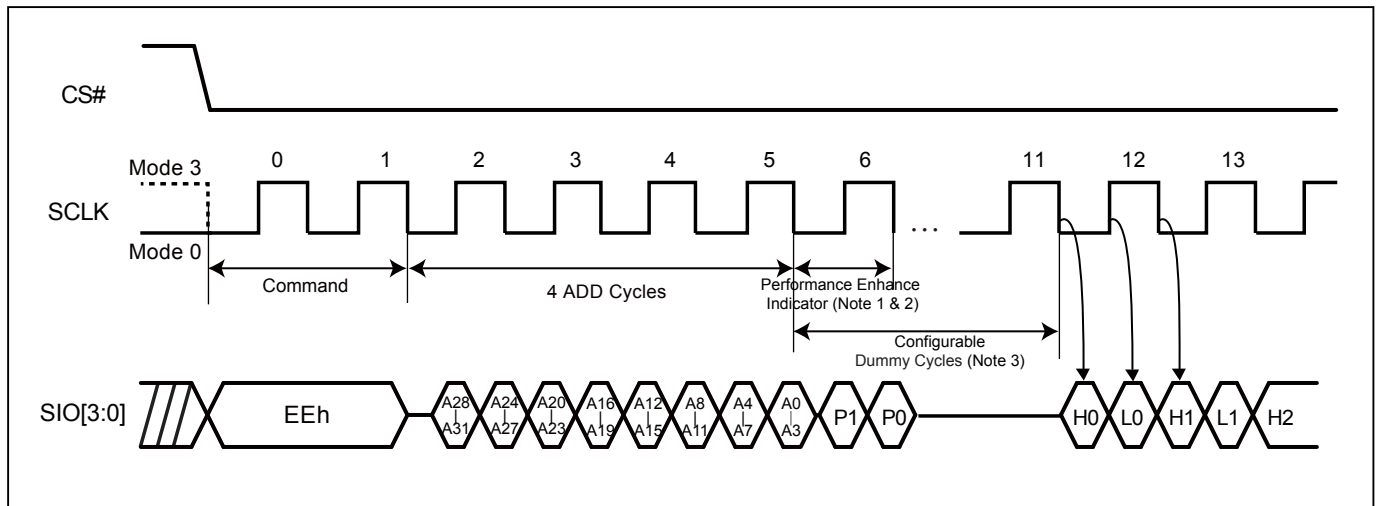 CS#
Mode 3
0 1 2 3 4 5 6 11 12 13
SCLK
...
Mode 0
Command
4 ADD Cycles
Performance Enhance
Indicator (Note 1 & 2)
Configurable
Dummy Cycles (Note 3)
SIO[3:0]
EEh
A28 | A31
A24 | A27
A20 | A23
A16 | A19
A12 | A15
A8 | A11
A4 | A7
A0 | A3
P1 P0
H0 L0 H1 L1 H2